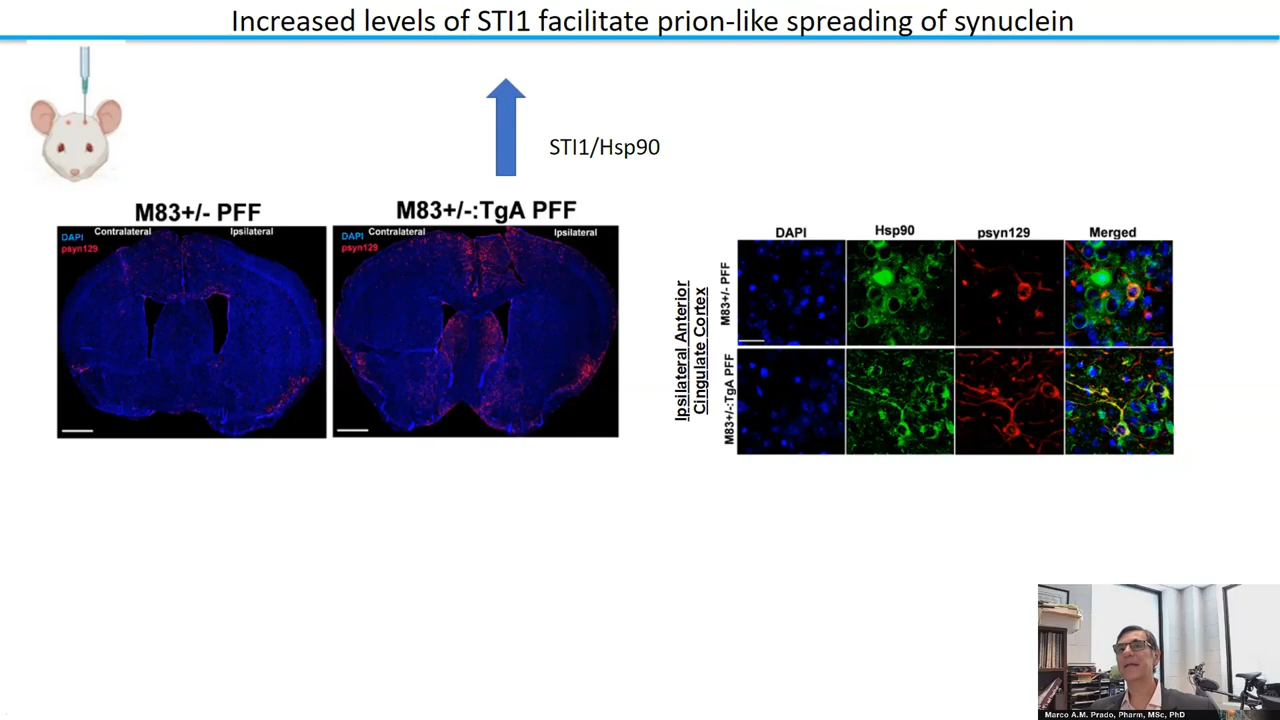 Increased levels of STI1 facilitate prion-like spreading of synuclein
STI1/Hsp90
M83+/- PFF
M83+/-:TgA PFF
Contralateral
Ipsilateral
DAPI
psyn129
Contralateral
Ipsilateral
DAPI
psyn129
DAPI
Hsp90
psyn129
Merged
Ipsilateral Anterior
Cingulate Cortex
M83+/- PFF
M83+/-:TgA PFF
Marco A.M. Prado, Pharm, MSc, PhD